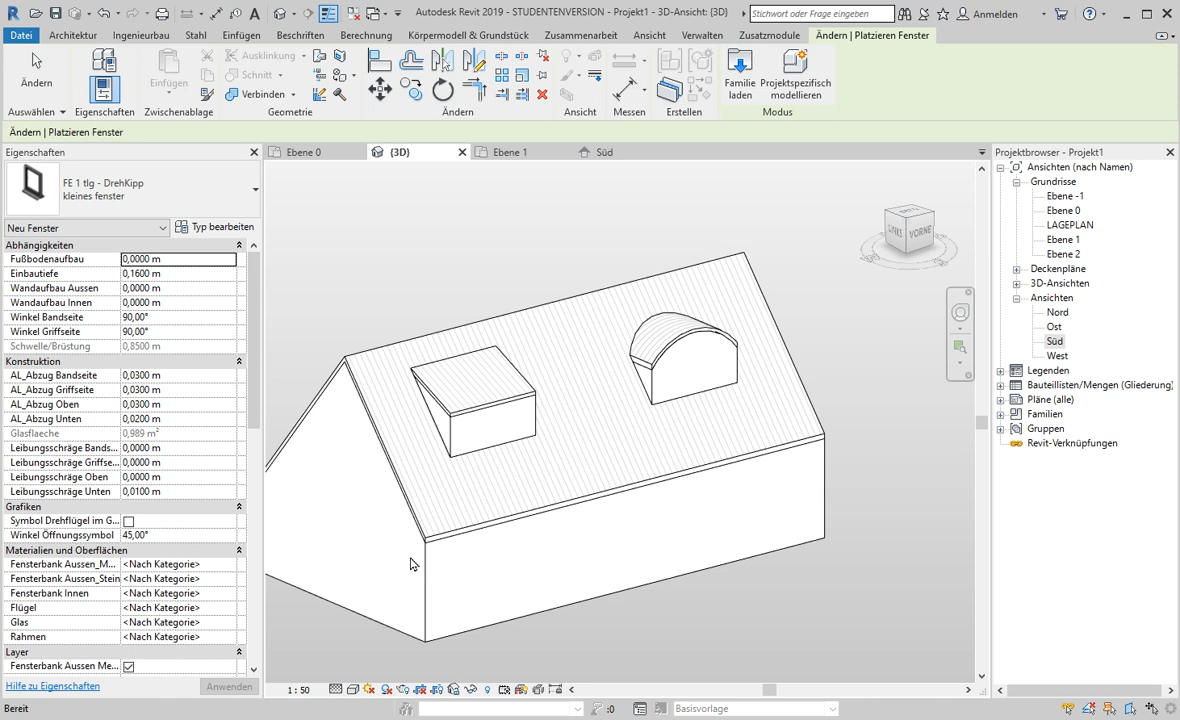 Autodesk Revit 2019 - STUDENTENVERSION - Projekt1 - 3D-Ansicht: {3D}
Stichwort oder Frage eingeben
Anmelden
Datei Architektur Ingenieurbau Stahl Einfügen Beschriften Berechnung Körpermodell & Grundstück Zusammenarbeit Ansicht Verwalten Zusatzmodule Ändern | Platzieren Fenster
Ändern
Einfügen
Ausklinkung
Schnitt
Verbinden
Familie laden
Projektspezifisch modellieren
Auswählen Eigenschaften Zwischenablage Geometrie Ändern Ansicht Messen Erstellen Modus
Ändern | Platzieren Fenster
Eigenschaften
FE 1 tlg - DrehKipp
kleines fenster
Neu Fenster
Typ bearbeiten
Abhängigkeiten
Fußbodenaufbau 0,0000 m
Einbautiefe 0,1600 m
Wandaufbau Aussen 0,0000 m
Wandaufbau Innen 0,0000 m
Winkel Bandseite 90,00°
Winkel Griffseite 90,00°
Schwelle/Brüstung 0,8500 m
Konstruktion
AL_Abzug Bandseite 0,0300 m
AL_Abzug Griffseite 0,0300 m
AL_Abzug Oben 0,0300 m
AL_Abzug Unten 0,0200 m
Glasflaeche 0,989 m²
Leibungsschräge Bands... 0,0000 m
Leibungsschräge Griffse... 0,0000 m
Leibungsschräge Oben 0,0000 m
Leibungsschräge Unten 0,0100 m
Grafiken
Symbol Drehflügel im G...
Winkel Öffnungssymbol 45,00°
Materialien und Oberflächen
Fensterbank Aussen_M... <Nach Kategorie>
Fensterbank Aussen_Stein <Nach Kategorie>
Fensterbank Innen <Nach Kategorie>
Flügel <Nach Kategorie>
Glas <Nach Kategorie>
Rahmen <Nach Kategorie>
Layer
Fensterbank Aussen Me...
Hilfe zu Eigenschaften
Anwenden
Ebene 0 {3D} Ebene 1 Süd
LINKS VORNE
1 : 50
Projektbrowser - Projekt1
Ansichten (nach Namen)
Grundrisse
Ebene -1
Ebene 0
LAGEPLAN
Ebene 1
Ebene 2
Deckenpläne
3D-Ansichten
Ansichten
Nord
Ost
Süd
West
Legenden
Bauteillisten/Mengen (Gliederung)
Pläne (alle)
Familien
Gruppen
Revit-Verknüpfungen
Bereit
:0
Basisvorlage